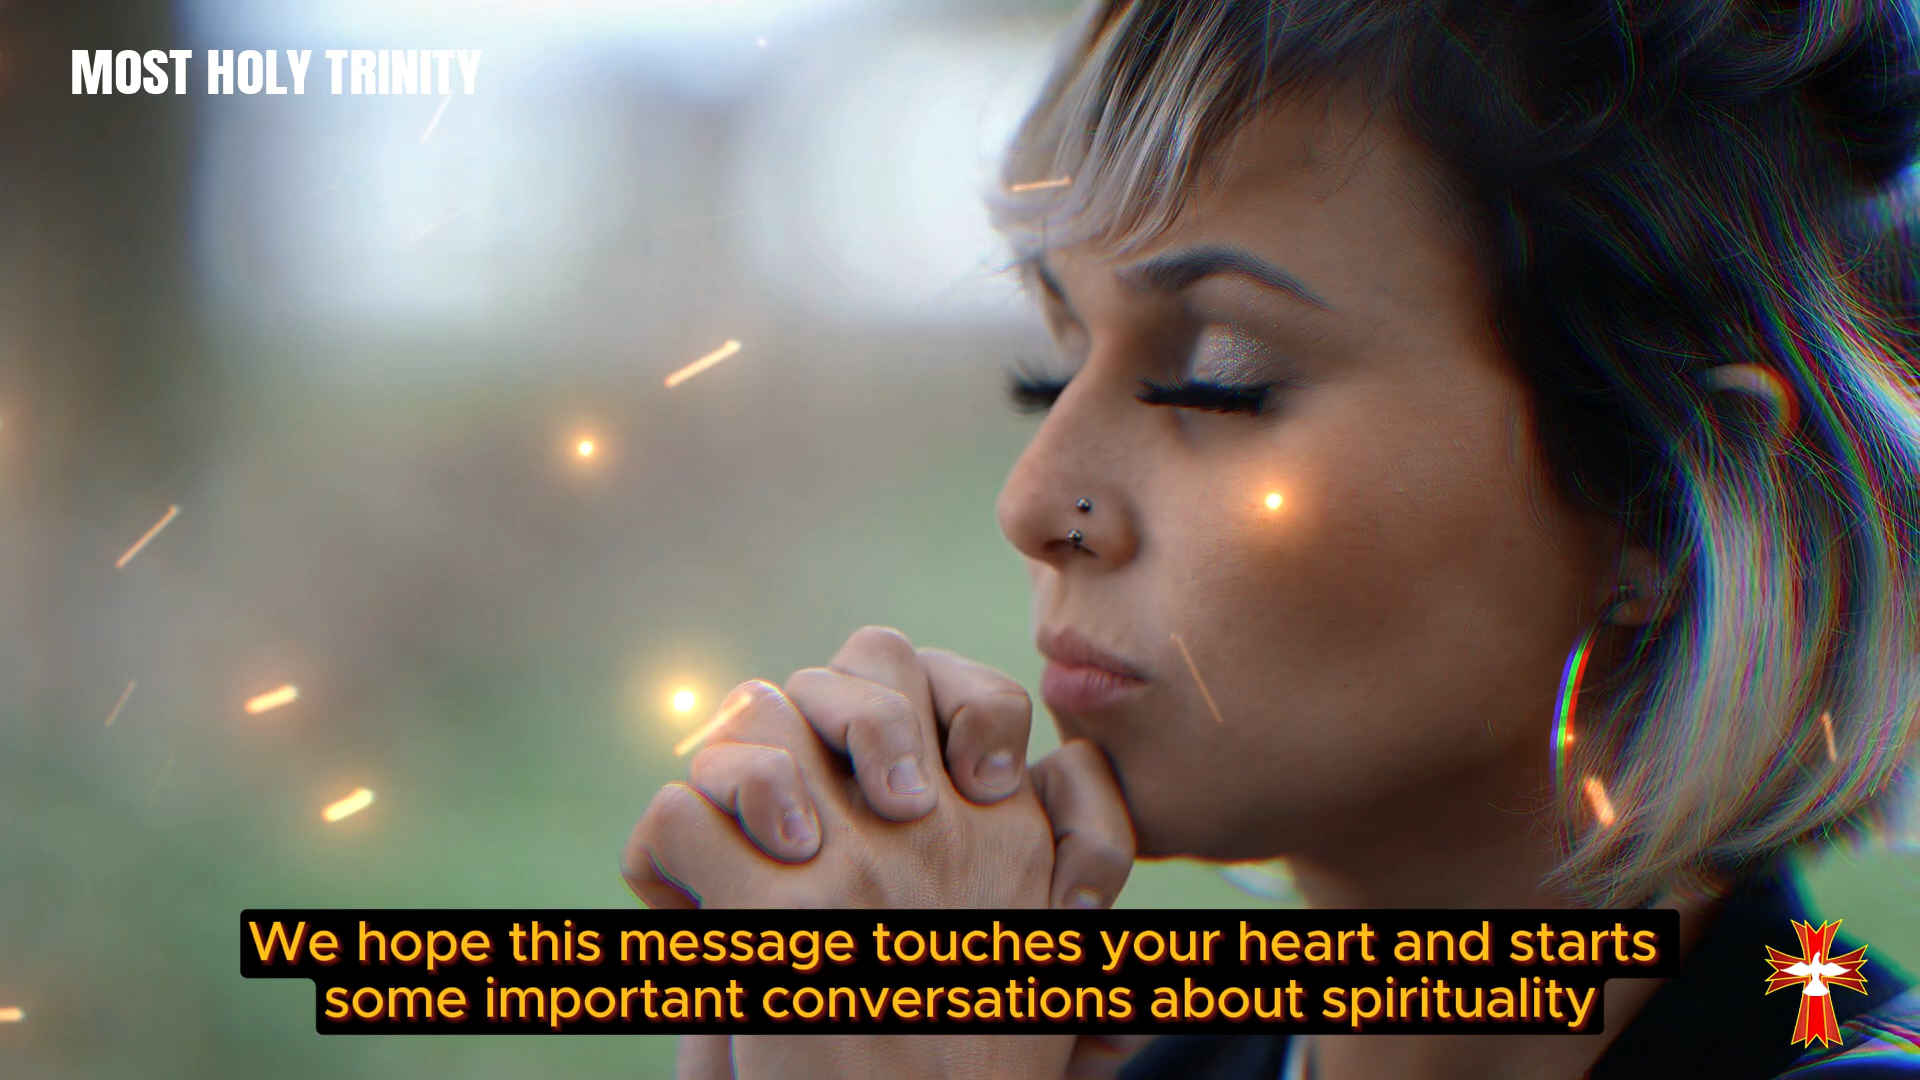 MOST HOLY TRINITY
We hope this message touches your heart and starts
some important conversations about spirituality